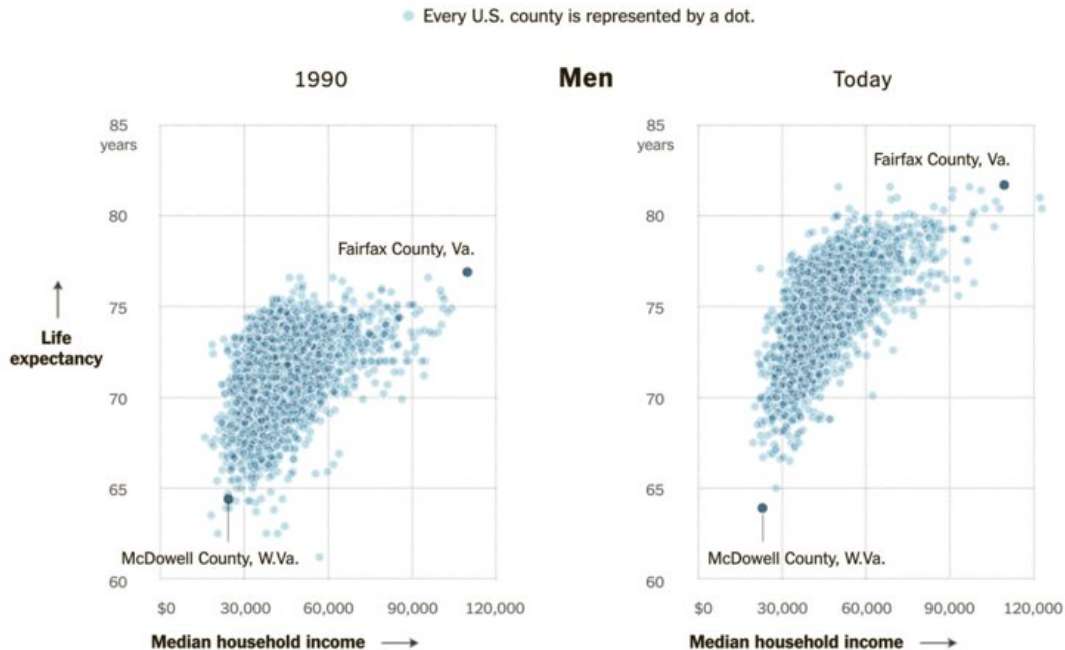 Every U.S. county is represented by a dot.
Men
1990
85
years
80
75
70
65
60
Life
expectancy
Fairfax County, Va.
McDowell County, W.Va.
$0 30,000 60,000 90,000 120,000
Median household income
Today
85
years
80
75
70
65
60
Fairfax County, Va.
McDowell County, W.Va.
$0 30,000 60,000 90,000 120,000
Median household income